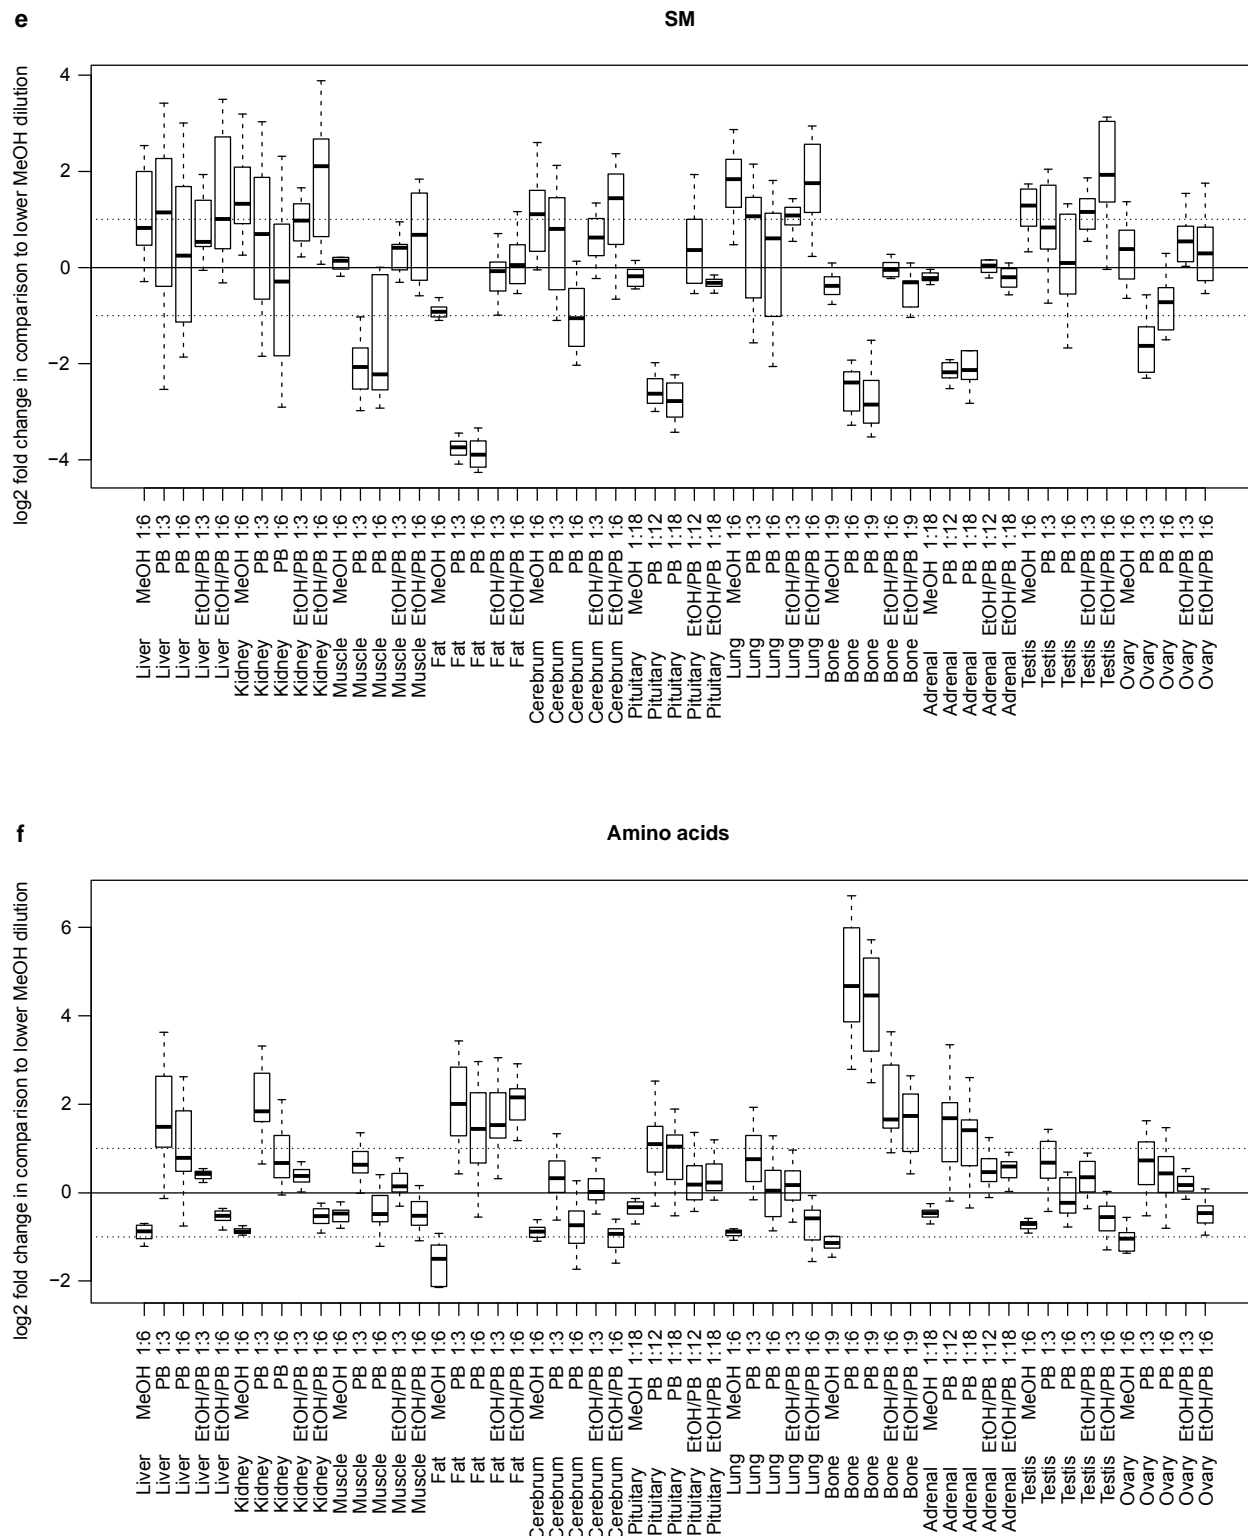 e
SM
log2 fold change in comparison to lower MeOH dilution
4
2
0
−2
−4
Liver MeOH 1:6
Liver PB 1:3
Liver PB 1:6
Liver EtOH/PB 1:3
Liver EtOH/PB 1:6
Kidney MeOH 1:6
Kidney PB 1:3
Kidney PB 1:6
Kidney EtOH/PB 1:3
Kidney EtOH/PB 1:6
Muscle MeOH 1:6
Muscle PB 1:3
Muscle PB 1:6
Muscle EtOH/PB 1:3
Muscle EtOH/PB 1:6
Fat MeOH 1:6
Fat PB 1:3
Fat PB 1:6
Fat EtOH/PB 1:3
Fat EtOH/PB 1:6
Cerebrum MeOH 1:6
Cerebrum PB 1:3
Cerebrum PB 1:6
Cerebrum EtOH/PB 1:3
Cerebrum EtOH/PB 1:6
Pituitary MeOH 1:18
Pituitary PB 1:12
Pituitary PB 1:18
Pituitary EtOH/PB 1:12
Pituitary EtOH/PB 1:18
Lung MeOH 1:6
Lung PB 1:3
Lung PB 1:6
Lung EtOH/PB 1:3
Lung EtOH/PB 1:6
Bone MeOH 1:9
Bone PB 1:6
Bone PB 1:9
Bone EtOH/PB 1:6
Bone EtOH/PB 1:9
Adrenal MeOH 1:18
Adrenal PB 1:12
Adrenal PB 1:18
Adrenal EtOH/PB 1:12
Adrenal EtOH/PB 1:18
Testis MeOH 1:6
Testis PB 1:3
Testis PB 1:6
Testis EtOH/PB 1:3
Testis EtOH/PB 1:6
Ovary MeOH 1:6
Ovary PB 1:3
Ovary PB 1:6
Ovary EtOH/PB 1:3
Ovary EtOH/PB 1:6
f
Amino acids
log2 fold change in comparison to lower MeOH dilution
6
4
2
0
−2
Liver MeOH 1:6
Liver PB 1:3
Liver PB 1:6
Liver EtOH/PB 1:3
Liver EtOH/PB 1:6
Kidney MeOH 1:6
Kidney PB 1:3
Kidney PB 1:6
Kidney EtOH/PB 1:3
Kidney EtOH/PB 1:6
Muscle MeOH 1:6
Muscle PB 1:3
Muscle PB 1:6
Muscle EtOH/PB 1:3
Muscle EtOH/PB 1:6
Fat MeOH 1:6
Fat PB 1:3
Fat PB 1:6
Fat EtOH/PB 1:3
Fat EtOH/PB 1:6
Cerebrum MeOH 1:6
Cerebrum PB 1:3
Cerebrum PB 1:6
Cerebrum EtOH/PB 1:3
Cerebrum EtOH/PB 1:6
Pituitary MeOH 1:18
Pituitary PB 1:12
Pituitary PB 1:18
Pituitary EtOH/PB 1:12
Pituitary EtOH/PB 1:18
Lung MeOH 1:6
Lung PB 1:3
Lung PB 1:6
Lung EtOH/PB 1:3
Lung EtOH/PB 1:6
Bone MeOH 1:9
Bone PB 1:6
Bone PB 1:9
Bone EtOH/PB 1:6
Bone EtOH/PB 1:9
Adrenal MeOH 1:18
Adrenal PB 1:12
Adrenal PB 1:18
Adrenal EtOH/PB 1:12
Adrenal EtOH/PB 1:18
Testis MeOH 1:6
Testis PB 1:3
Testis PB 1:6
Testis EtOH/PB 1:3
Testis EtOH/PB 1:6
Ovary MeOH 1:6
Ovary PB 1:3
Ovary PB 1:6
Ovary EtOH/PB 1:3
Ovary EtOH/PB 1:6